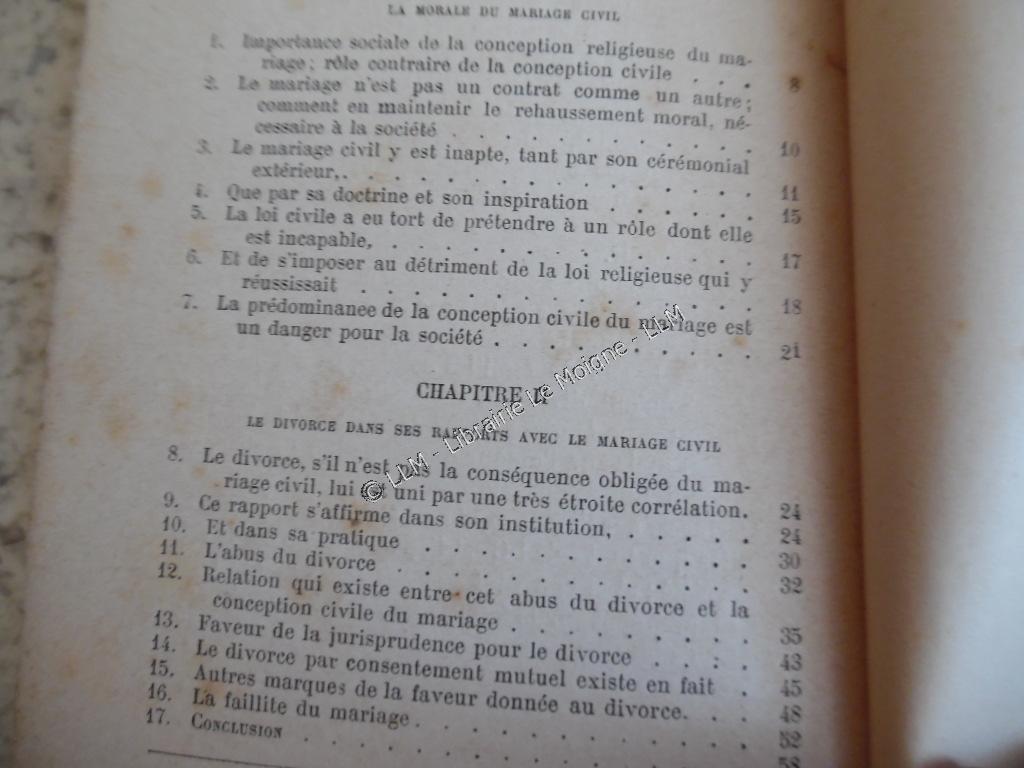 LA MORALE DU MARIAGE CIVIL
1. Importance sociale de la conception religieuse du ma-
riage; rôle contraire de la conception civile . . . 8
2. Le mariage n'est pas un contrat comme un autre;
comment en maintenir le rehaussement moral, né-
cessaire à la société . . . . . . . . . . . . 10
3. Le mariage civil y est inapte, tant par son cérémonial
extérieur, . . . . . . . . . . . . . . . . 11
4. Que par sa doctrine et son inspiration . . . . . . 15
5. La loi civile a eu tort de prétendre à un rôle dont elle
est incapable, . . . . . . . . . . . . . . 17
6. Et de s'imposer au détriment de la loi religieuse qui y
réussissait . . . . . . . . . . . . . . . 18
7. La prédominance de la conception civile du mariage est
un danger pour la société . . . . . . . . . . 21
CHAPITRE II
LE DIVORCE DANS SES RAPPORTS AVEC LE MARIAGE CIVIL
8. Le divorce, s'il n'est pas la conséquence obligée du ma-
riage civil, lui est uni par une très étroite corrélation. 24
9. Ce rapport s'affirme dans son institution, . . . . . 24
10. Et dans sa pratique . . . . . . . . . . . . . 30
11. L'abus du divorce . . . . . . . . . . . . . . 32
12. Relation qui existe entre cet abus du divorce et la
conception civile du mariage . . . . . . . . . 35
13. Faveur de la jurisprudence pour le divorce . . . . 43
14. Le divorce par consentement mutuel existe en fait . 45
15. Autres marques de la faveur donnée au divorce. . . 48
16. La faillite du mariage . . . . . . . . . . . . 52
17. CONCLUSION . . . . . . . . . . . . . . . . 58
© LLM - Librairie Le Moigne - LLM